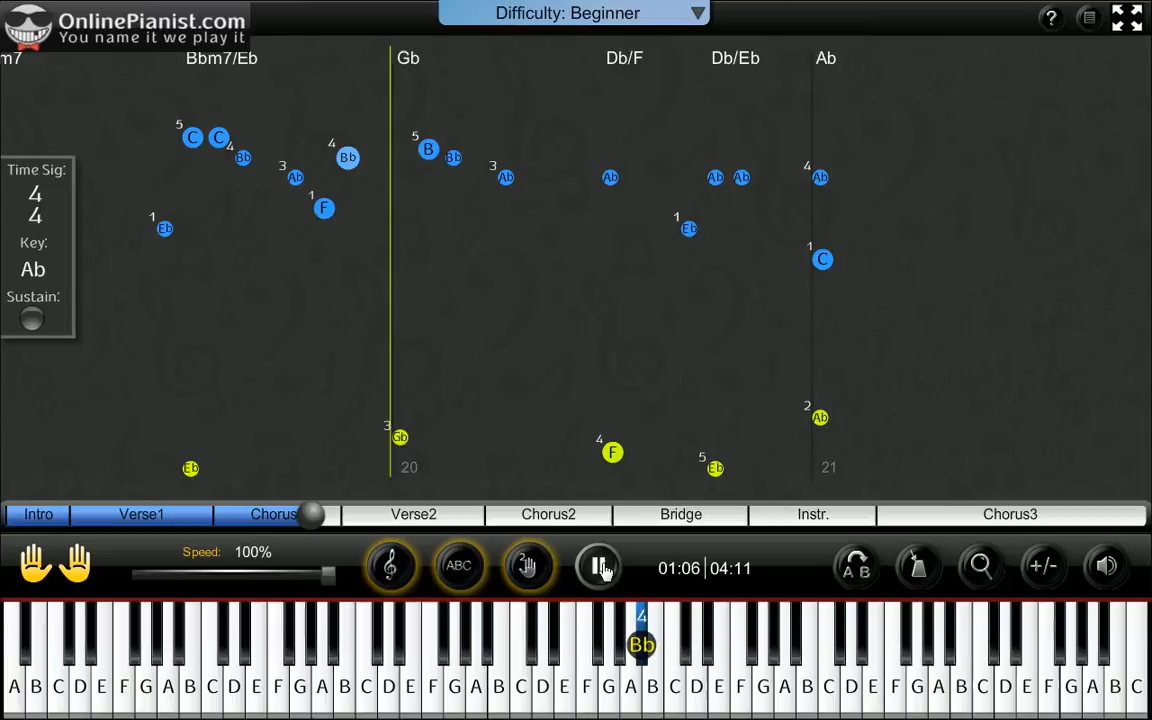 OnlinePianist.com
You name it we play it
Difficulty: Beginner
?
m7 Bbm7/Eb Gb Db/F Db/Eb Ab
5 C C 4 Bb
3 Ab
1 F
4 Bb
1 Eb
5 B Bb
3 Ab
Ab
Ab Ab
1 Eb
4 Ab
1 C
Time Sig:
4
4
Key:
Ab
Sustain:
Eb
3 Gb
4 F
5 Eb
2 Ab
20 21
Intro Verse1 Chorus Verse2 Chorus2 Bridge Instr. Chorus3
Speed: 100%
ABC
2
01:06 | 04:11
A B
+/-
4
Bb
A B C D E F G A B C D E F G A B C D E F G A B C D E F G A B C D E F G A B C D E F G A B C D E F G A B C